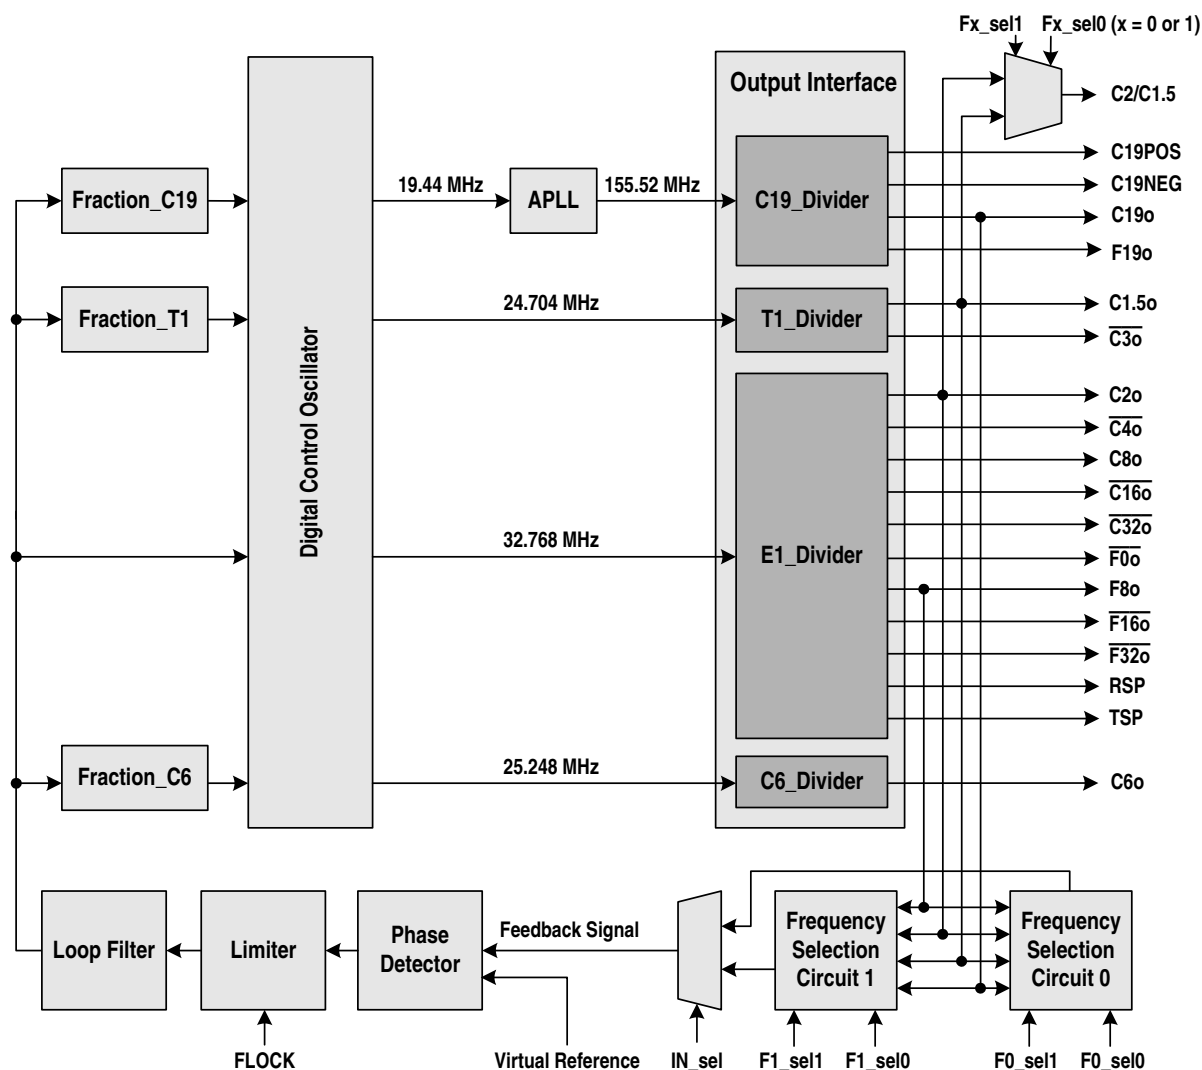 Fx_sel1 Fx_sel0 (x = 0 or 1)
Output Interface
C2/C1.5
C19POS
19.44 MHz
155.52 MHz
Fraction_C19
APLL
C19_Divider
C19NEG
C19o
F19o
Fraction_T1
24.704 MHz
T1_Divider
C1.5o
C3o
Digital Control Oscillator
C2o
C4o
C8o
C16o
C32o
32.768 MHz
E1_Divider
F0o
F8o
F16o
F32o
RSP
TSP
Fraction_C6
25.248 MHz
C6_Divider
C6o
Loop Filter
Limiter
Phase
Detector
Feedback Signal
Frequency
Selection
Circuit 1
Frequency
Selection
Circuit 0
FLOCK
Virtual Reference
IN_sel
F1_sel1
F1_sel0
F0_sel1
F0_sel0